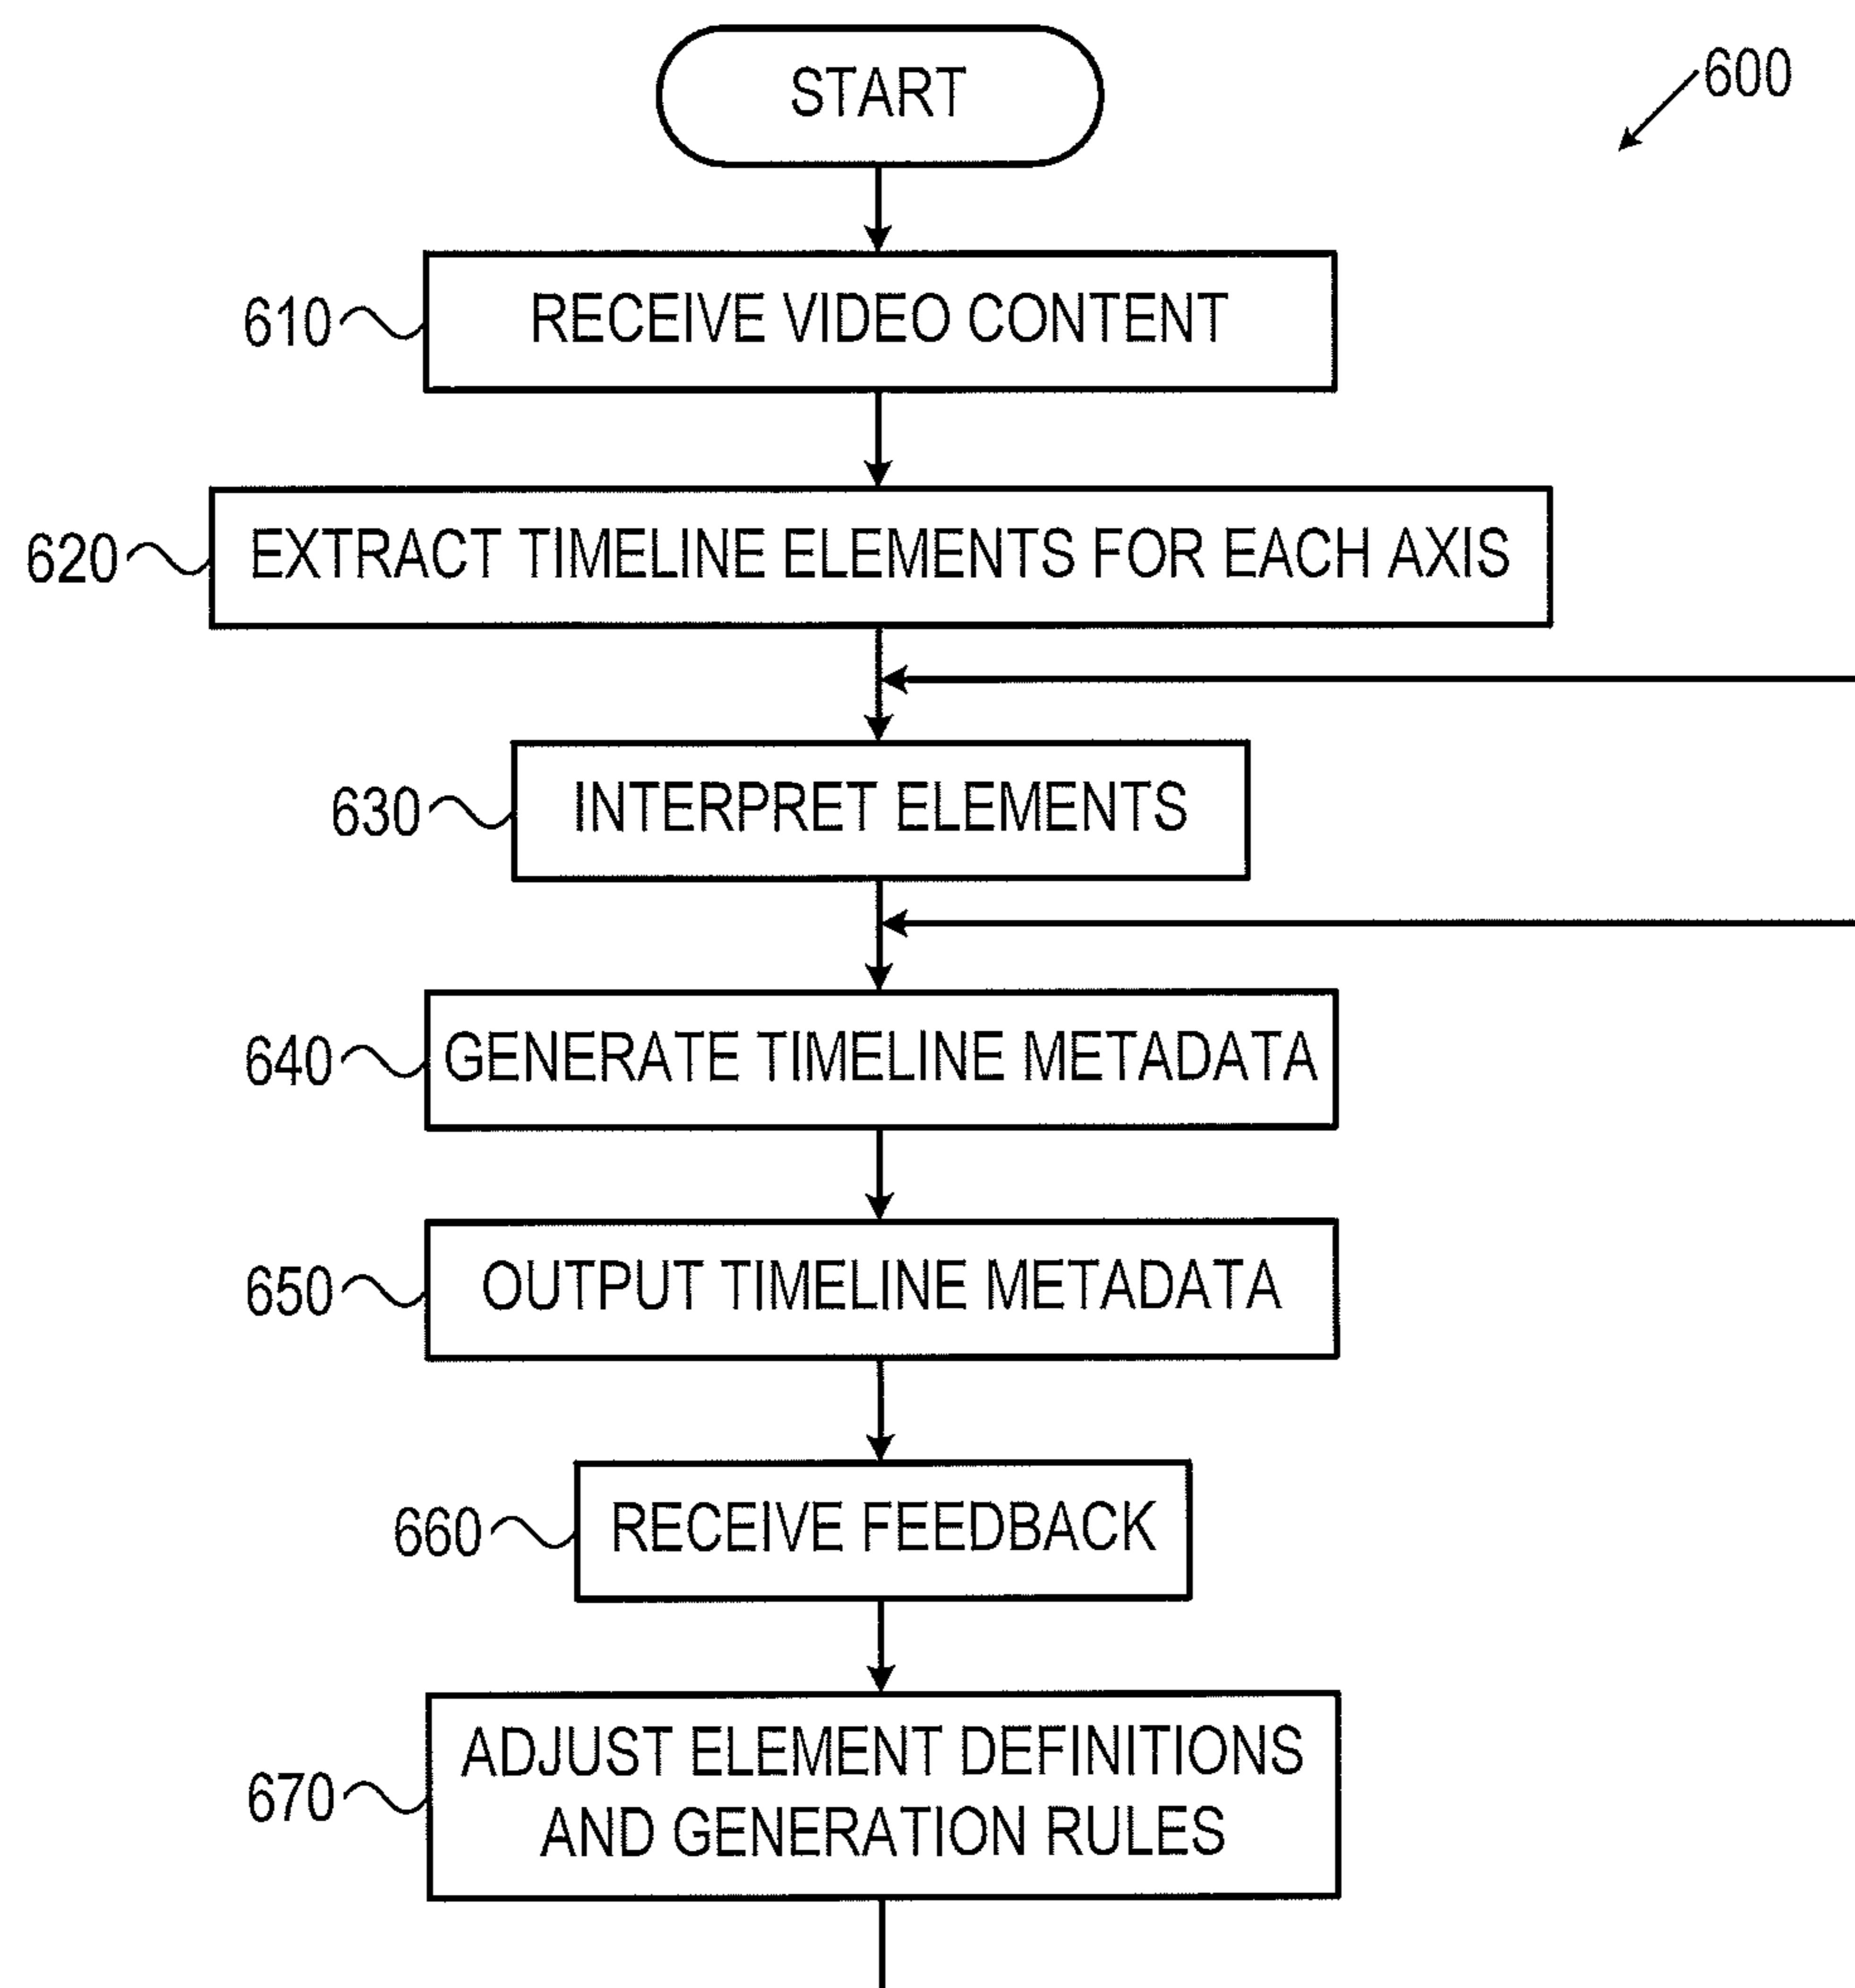 START
600
610
RECEIVE VIDEO CONTENT
620
EXTRACT TIMELINE ELEMENTS FOR EACH AXIS
630
INTERPRET ELEMENTS
640
GENERATE TIMELINE METADATA
650
OUTPUT TIMELINE METADATA
660
RECEIVE FEEDBACK
670
ADJUST ELEMENT DEFINITIONS
AND GENERATION RULES